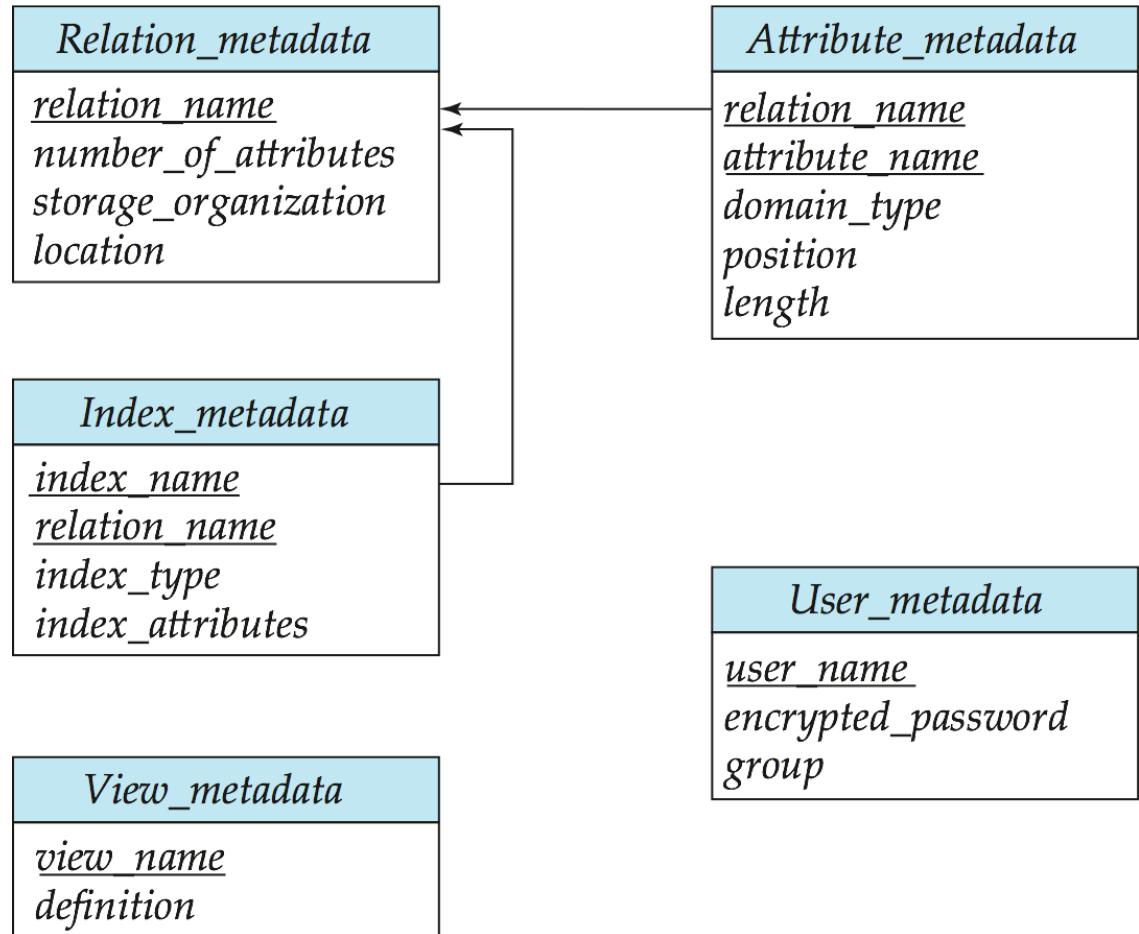 Relation_metadata
relation_name
number_of_attributes
storage_organization
location
Attribute_metadata
relation_name
attribute_name
domain_type
position
length
Index_metadata
index_name
relation_name
index_type
index_attributes
User_metadata
user_name
encrypted_password
group
View_metadata
view_name
definition